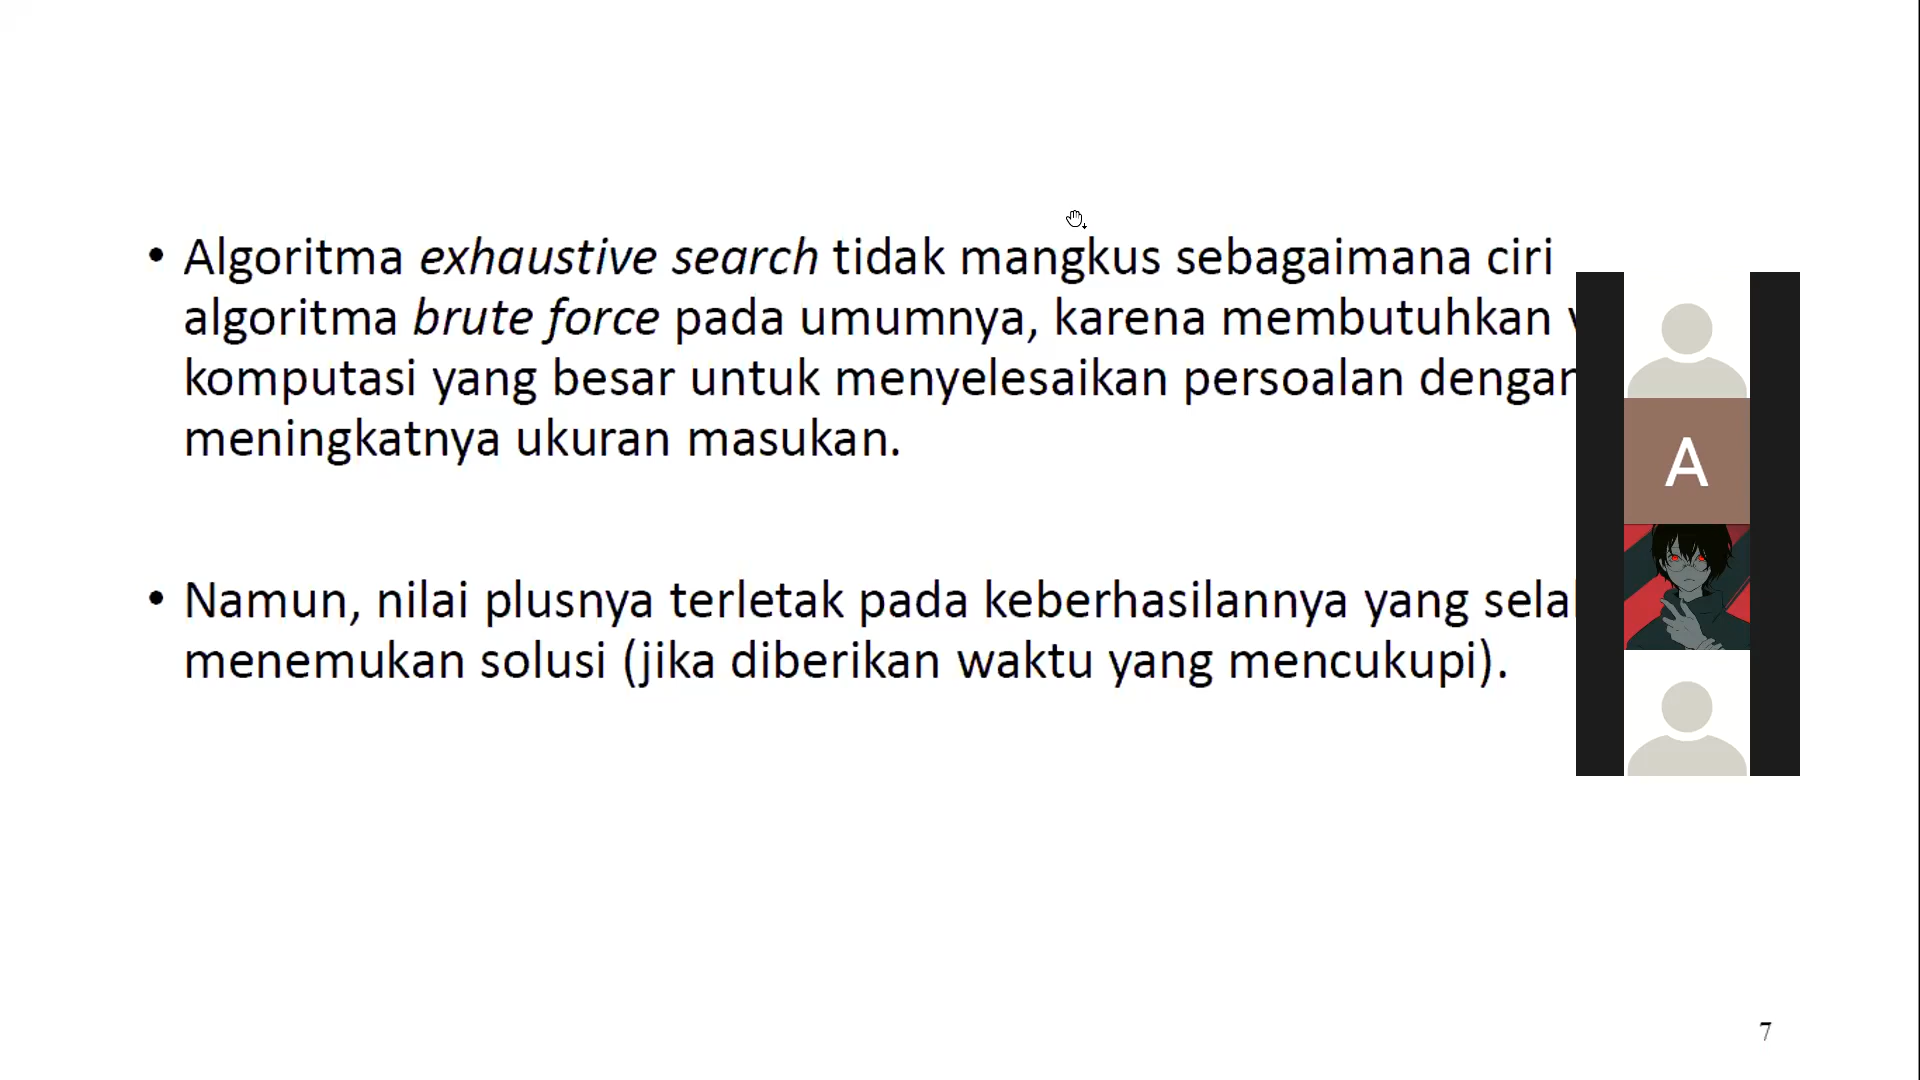 • Algoritma exhaustive search tidak mangkus sebagaimana ciri
algoritma brute force pada umumnya, karena membutuhkan
komputasi yang besar untuk menyelesaikan persoalan dengan
meningkatnya ukuran masukan.
• Namun, nilai plusnya terletak pada keberhasilannya yang
menemukan solusi (jika diberikan waktu yang mencukupi).
A
7